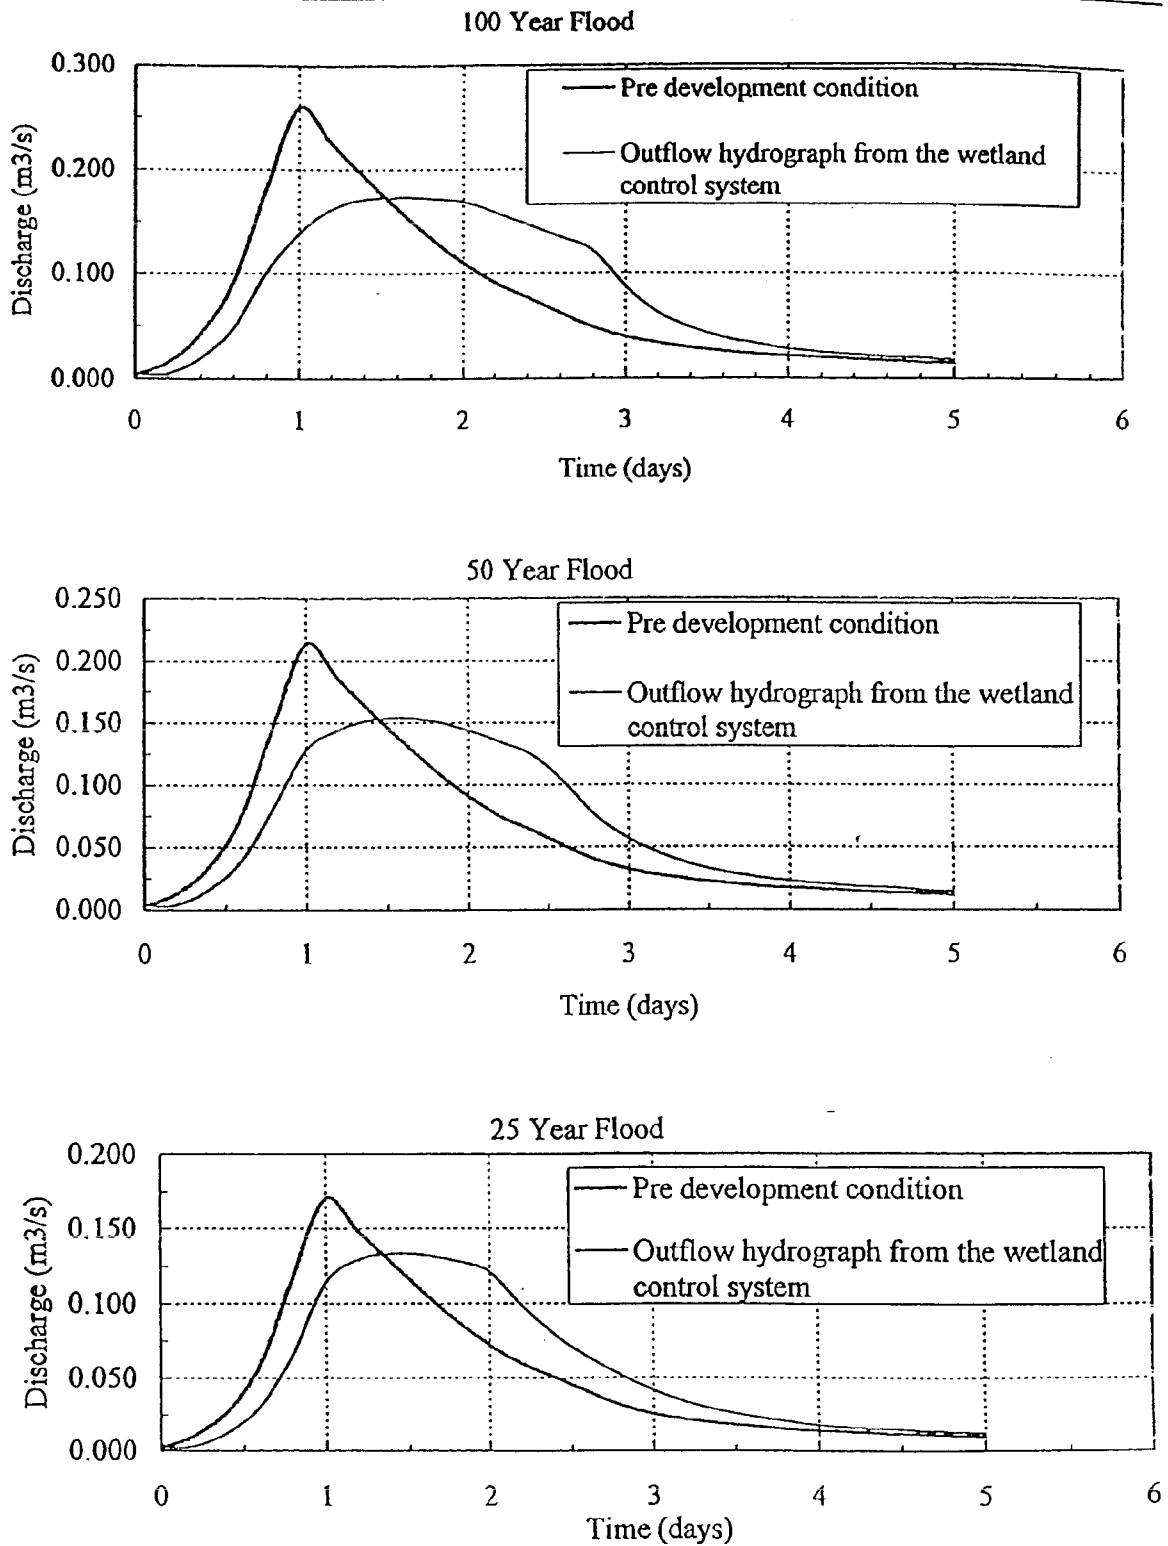 100 Year Flood
0.300
Pre development condition
Outflow hydrograph from the wetland
control system
0.200
0.100
0.000
Discharge (m3/s)
0 1 2 3 4 5 6
Time (days)
50 Year Flood
0.250
Pre development condition
0.200
Outflow hydrograph from the wetland
control system
0.150
0.100
0.050
0.000
Discharge (m3/s)
0 1 2 3 4 5 6
Time (days)
25 Year Flood
0.200
Pre development condition
0.150
Outflow hydrograph from the wetland
control system
0.100
0.050
0.000
Discharge (m3/s)
0 1 2 3 4 5 6
Time (days)